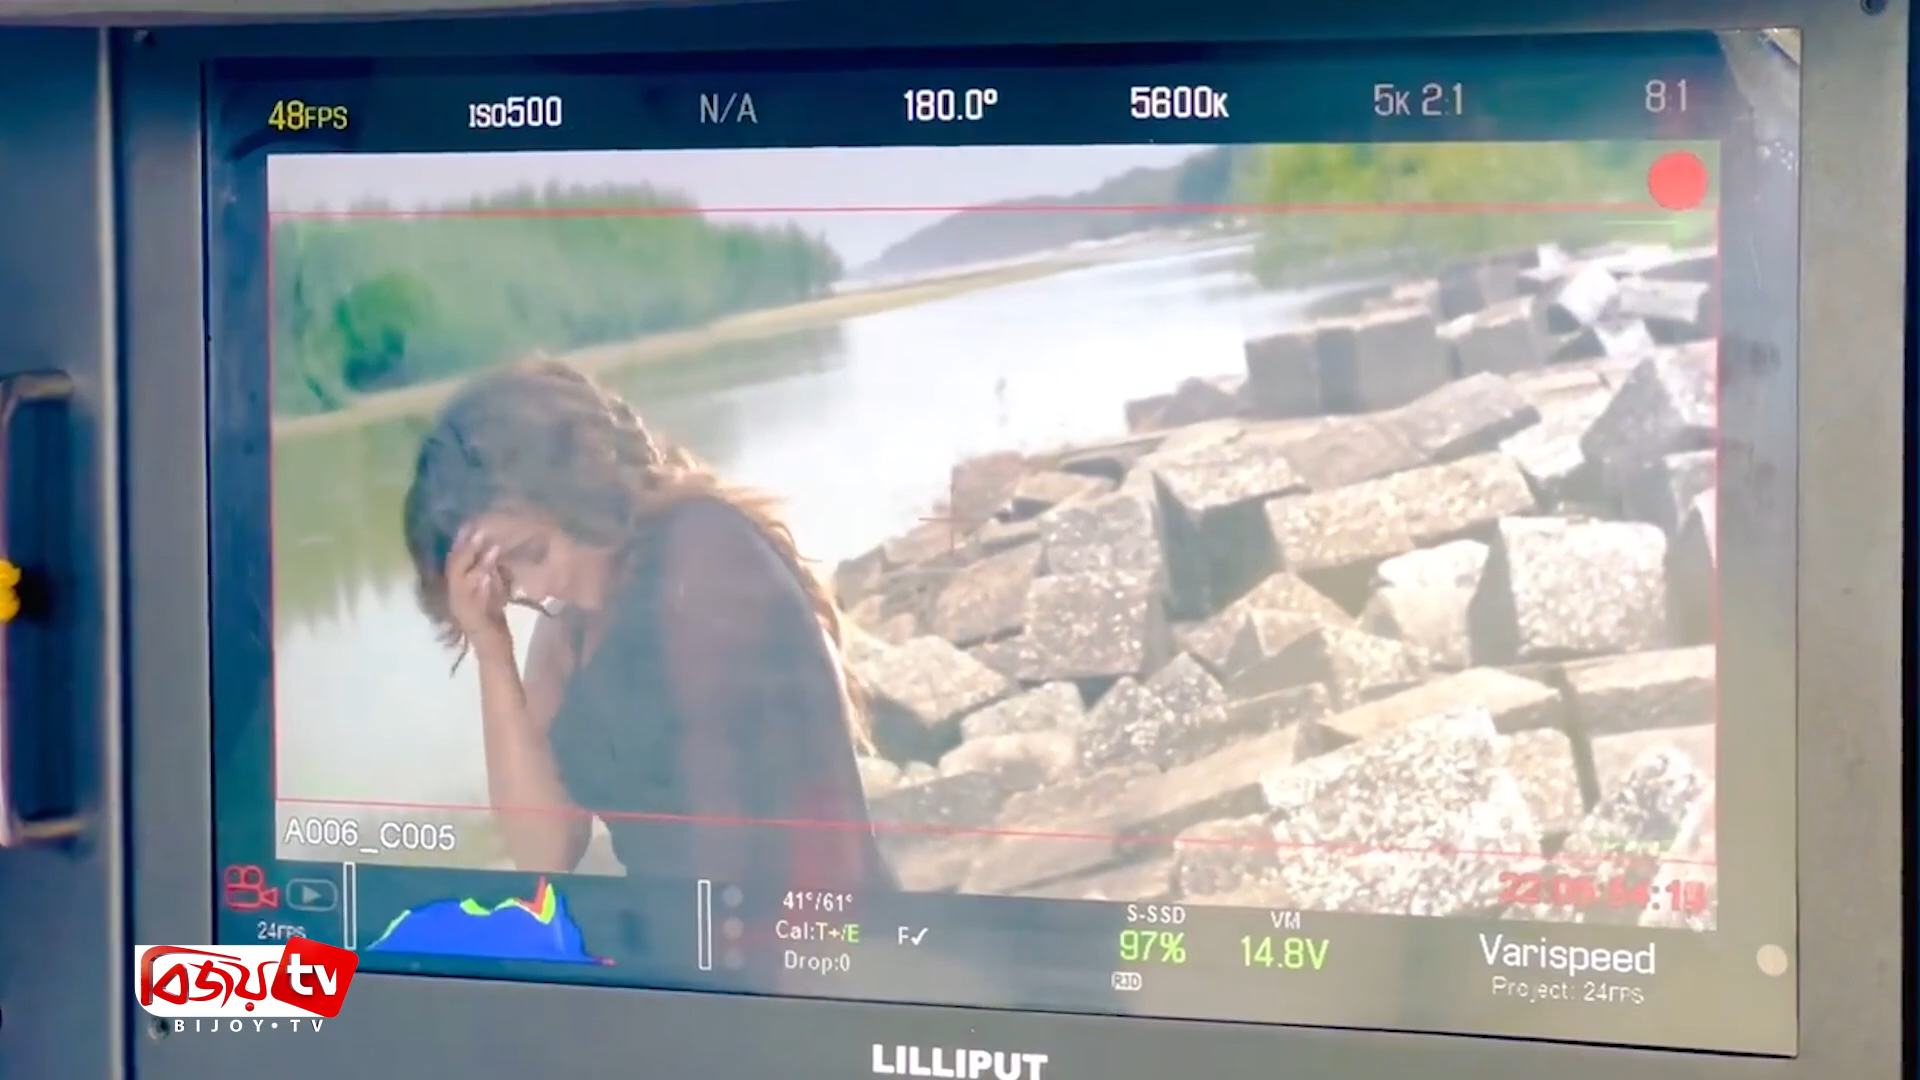 48FPS ISO500 N/A 180.0° 5600K 5K 2:1 8:1
A006_C005
24FPS
41°/61°
Cal:T+/E
Drop:0
F✓
S-SSD
97%
R3D
VM
14.8V
Varispeed
Project: 24FPS
বিজয় tv
BIJOY•TV
LILLIPUT